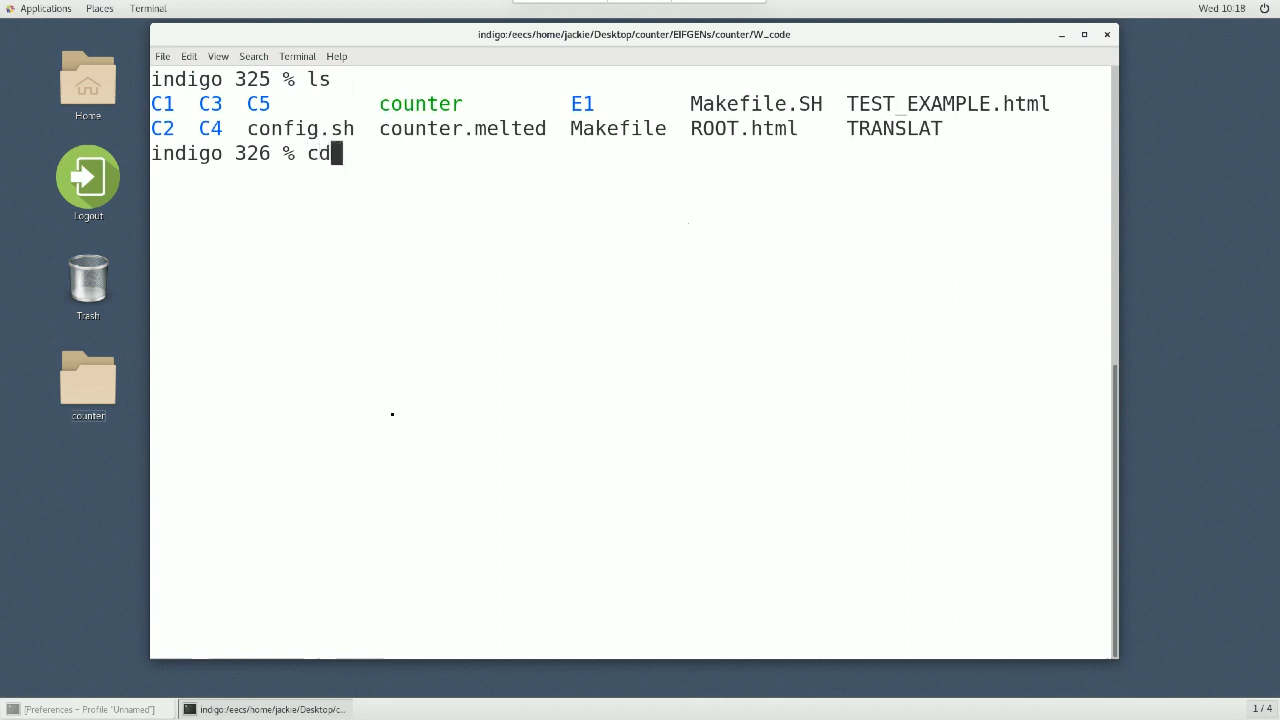 Applications Places Terminal Wed 10:18
indigo:/eecs/home/jackie/Desktop/counter/EIFGENs/counter/W_code
File Edit View Search Terminal Help
indigo 325 % ls
C1 C3 C5 counter E1 Makefile.SH TEST_EXAMPLE.html
C2 C4 config.sh counter.melted Makefile ROOT.html TRANSLAT
indigo 326 % cd
Home
Logout
Trash
counter
[Preferences – Profile "Unnamed"] indigo:/eecs/home/jackie/Desktop/c... 1 / 4